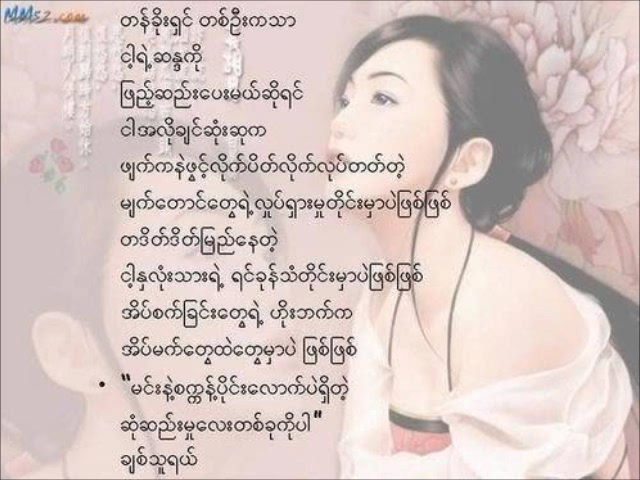 MM52.com
တန်ခိုးရှင် တစ်ဦးကသာ
ငါ့ရဲ့ဆန္ဒကို
ဖြည့်ဆည်းပေးမယ်ဆိုရင်
ငါအလိုချင်ဆုံးဆုက
ဖျက်ကနဲဖွင့်လိုက်ပိတ်လိုက်လုပ်တတ်တဲ့
မျက်တောင်တွေရဲ့လှုပ်ရှားမှုတိုင်းမှာပဲဖြစ်ဖြစ်
တဒိတ်ဒိတ်မြည်နေတဲ့
ငါ့နှလုံးသားရဲ့ ရင်ခုန်သံတိုင်းမှာပဲဖြစ်ဖြစ်
အိပ်စက်ခြင်းတွေရဲ့ ဟိုးဘက်က
အိပ်မက်တွေထဲတွေမှာပဲ ဖြစ်ဖြစ်
• "မင်းနဲ့စက္ကန့်ပိုင်းလောက်ပဲရှိတဲ့
ဆုံဆည်းမှုလေးတစ်ခုကိုပါ"
ချစ်သူရယ်